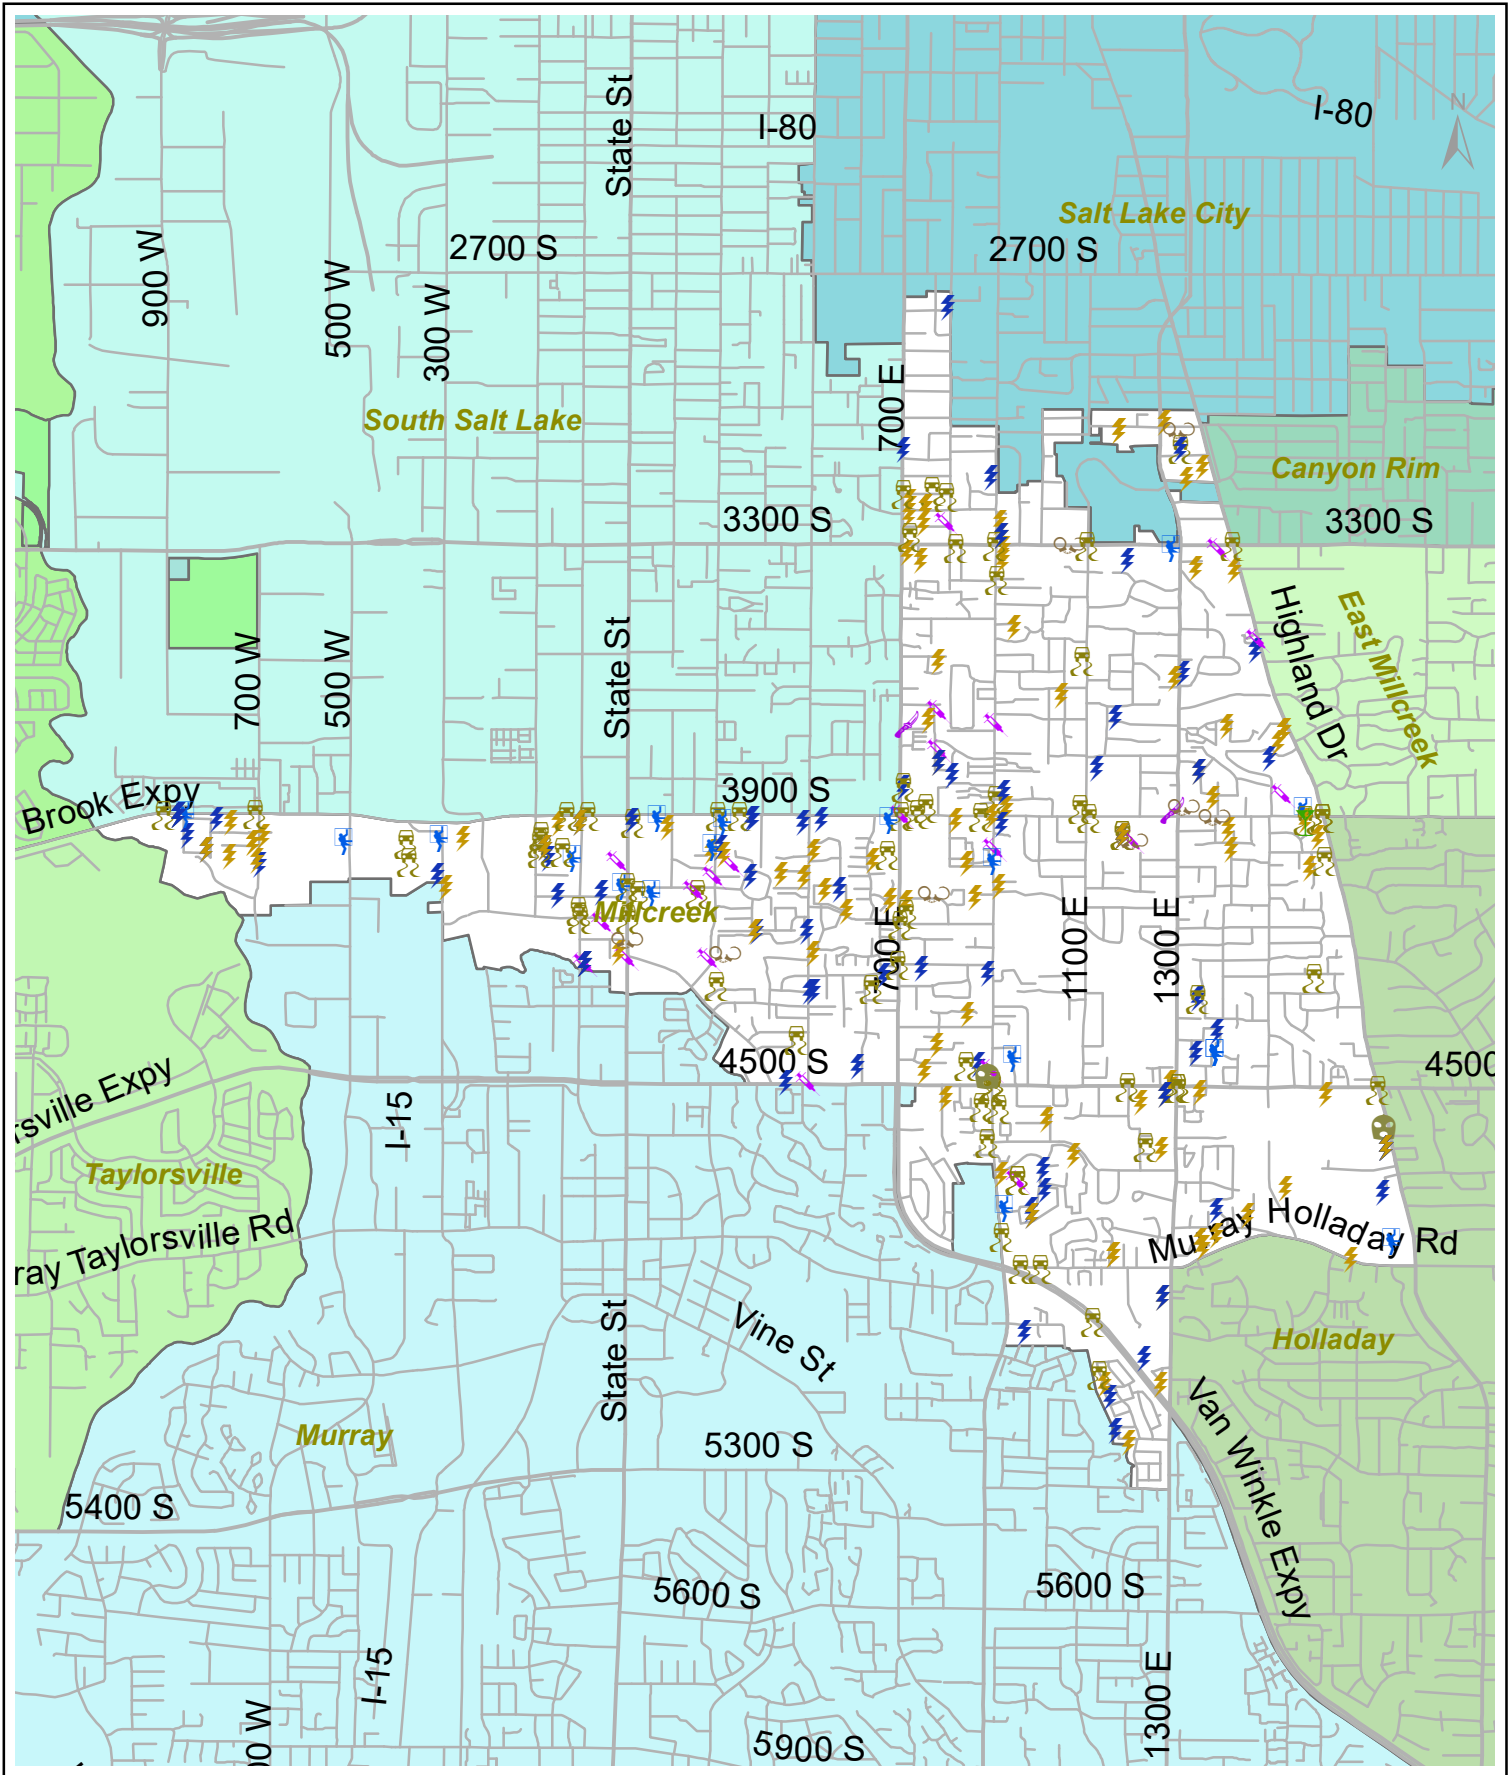 State St
I-80
I-80
N
Salt Lake City
900 W
2700 S
2700 S
500 W
300 W
700 E
South Salt Lake
Canyon Rim
3300 S
3300 S
Highland Dr
East Millcreek
700 W
500 W
State St
Brook Expy
3900 S
Millcreek
700 E
1100 E
1300 E
4500 S
4500
rsville Expy
I-15
Taylorsville
ray Taylorsville Rd
Murray Holladay Rd
State St
Vine St
Holladay
Murray
5300 S
Van Winkle Expy
5400 S
5600 S
5600 S
I-15
1300 E
00 W
5900 S